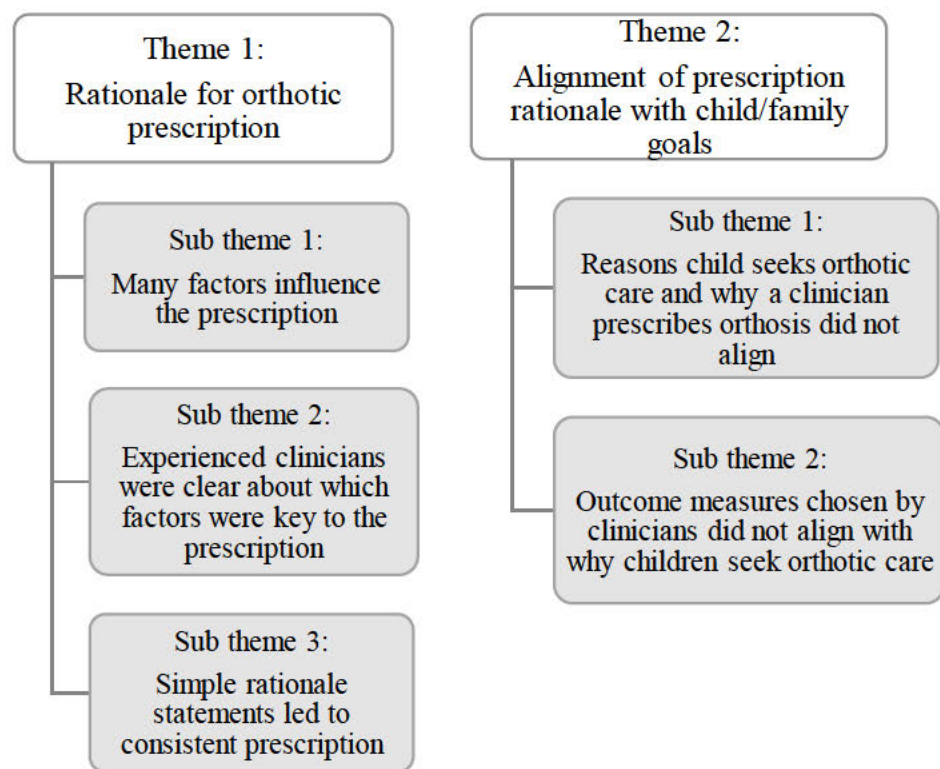 Theme 1:
Rationale for orthotic
prescription
Sub theme 1:
Many factors influence
the prescription
Sub theme 2:
Experienced clinicians
were clear about which
factors were key to the
prescription
Sub theme 3:
Simple rationale
statements led to
consistent prescription
Theme 2:
Alignment of prescription
rationale with child/family
goals
Sub theme 1:
Reasons child seeks orthotic
care and why a clinician
prescribes orthosis did not
align
Sub theme 2:
Outcome measures chosen by
clinicians did not align with
why children seek orthotic care